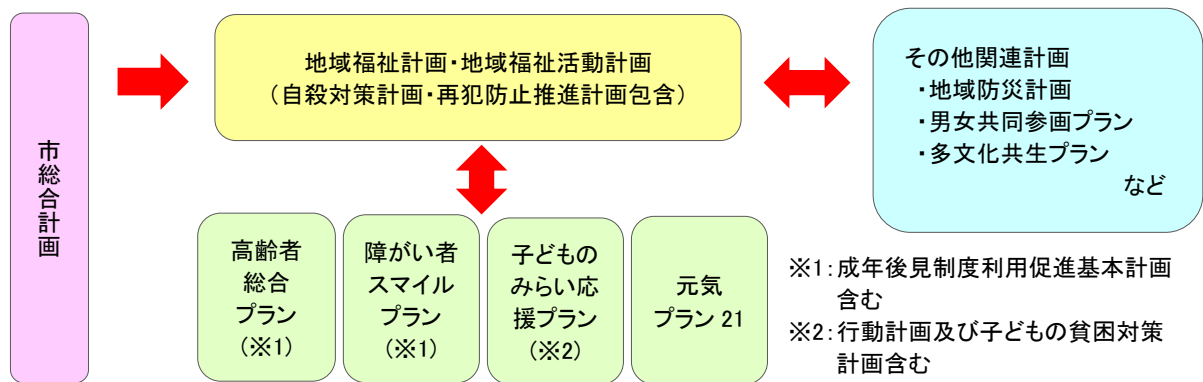 市総合計画
地域福祉計画・地域福祉活動計画
（自殺対策計画・再犯防止推進計画包含）
その他関連計画
・地域防災計画
・男女共同参画プラン
・多文化共生プラン
など
高齢者
総合
プラン
（※1）
障がい者
スマイル
プラン
（※1）
子どもの
みらい応
援プラン
（※2）
元気
プラン 21
※1：成年後見制度利用促進基本計画
含む
※2：行動計画及び子どもの貧困対策
計画含む